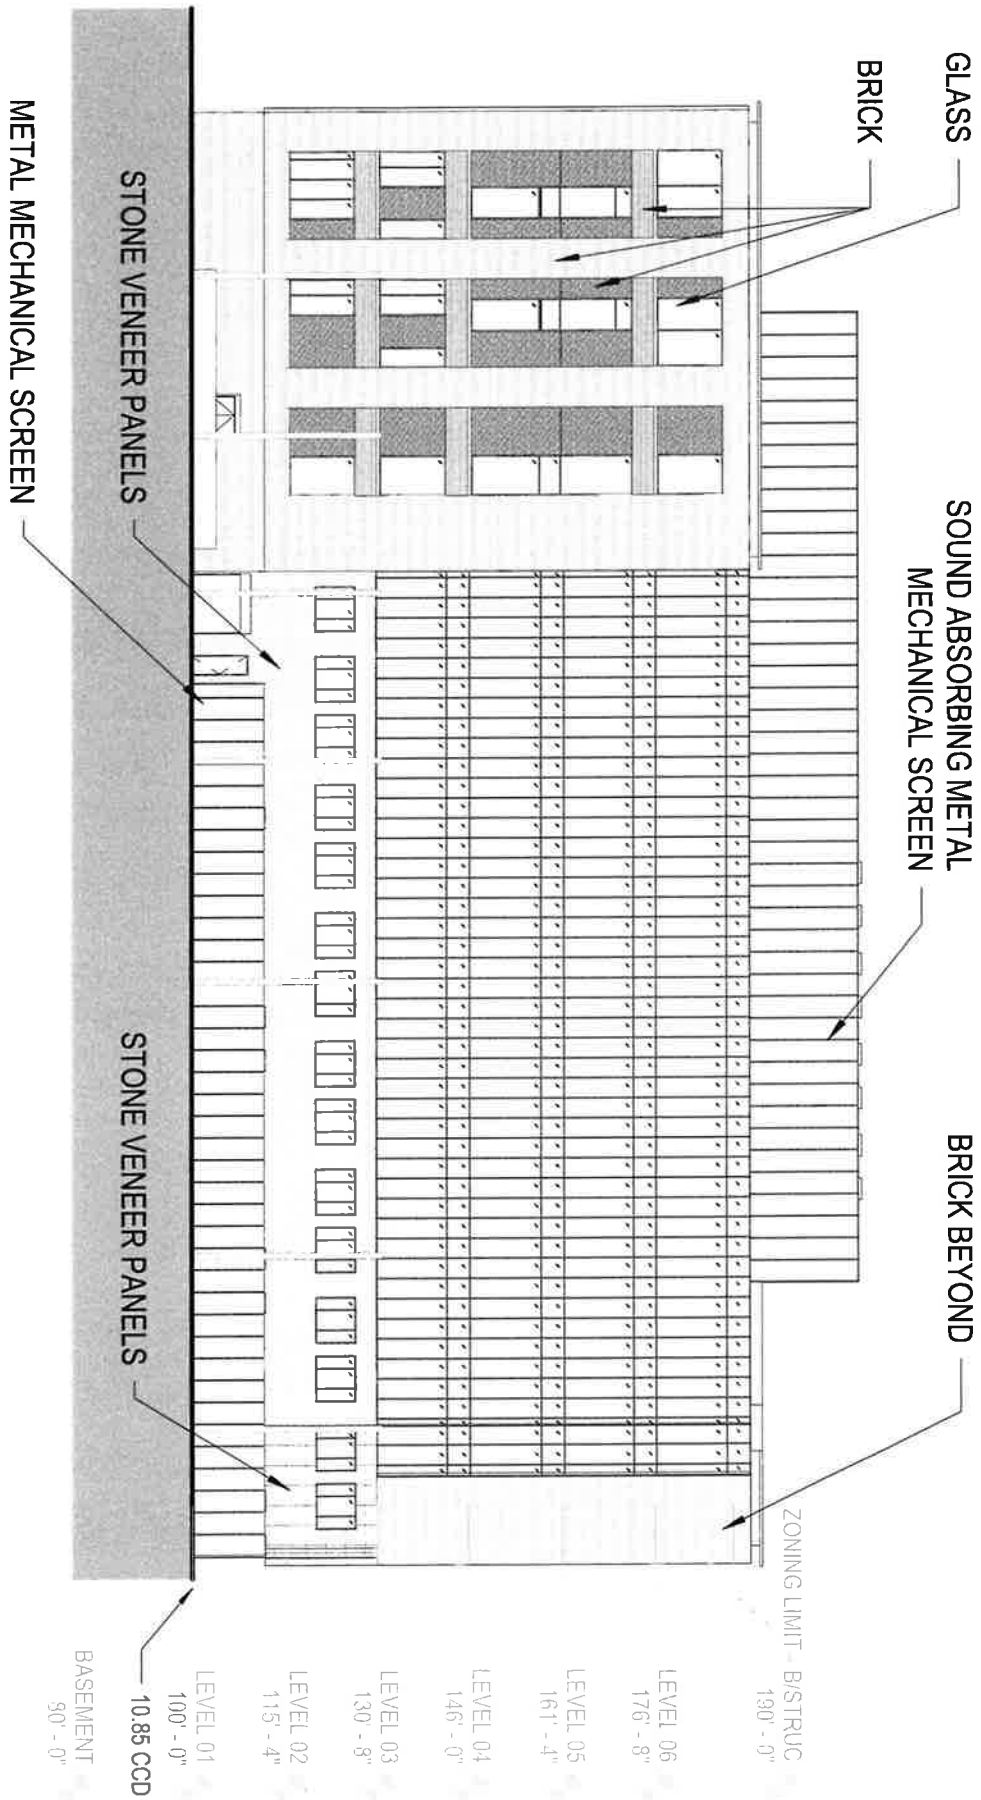 GLASS
BRICK
SOUND ABSORBING METAL
MECHANICAL SCREEN
BRICK BEYOND
ZONING LIMIT - B/STRUC
190' - 0"
LEVEL 06
176' - 8"
LEVEL 05
161' - 4"
LEVEL 04
146' - 0"
LEVEL 03
130' - 8"
LEVEL 02
115' - 4"
LEVEL 01
100' - 0"
10.85 CCD
BASEMENT
90' - 0"
STONE VENEER PANELS
METAL MECHANICAL SCREEN
STONE VENEER PANELS